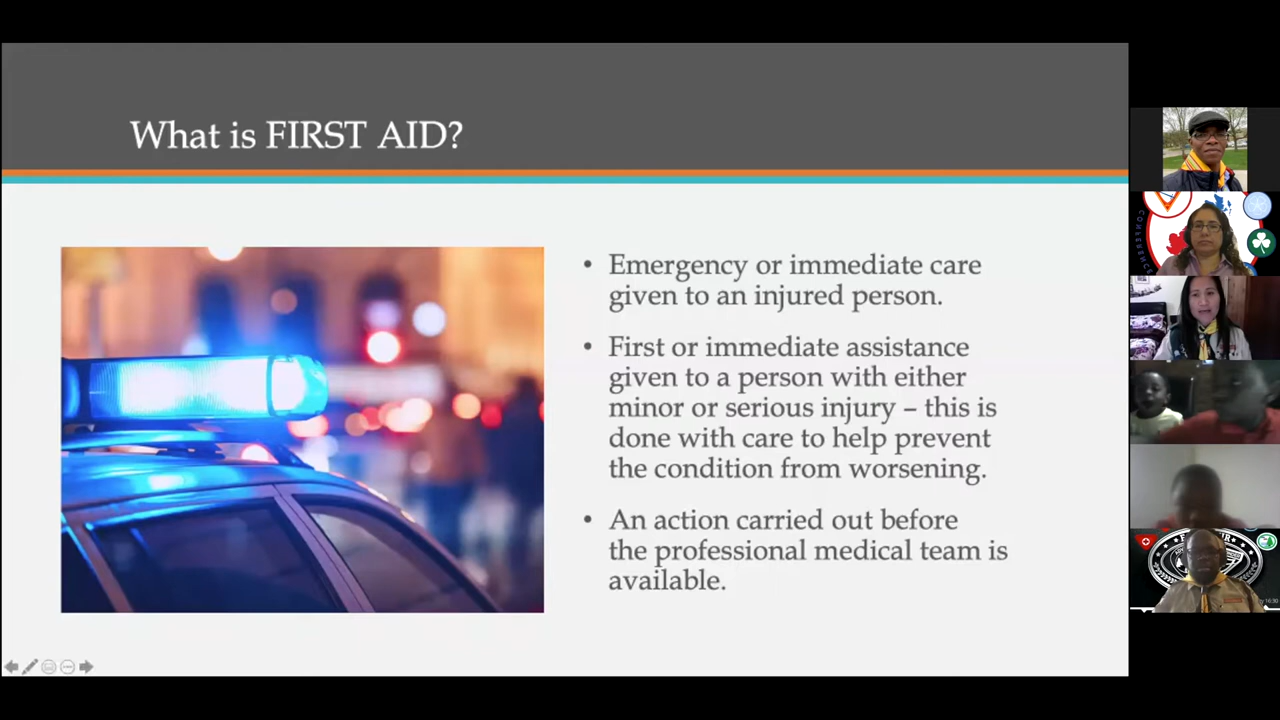 What is FIRST AID?
• Emergency or immediate care
given to an injured person.
• First or immediate assistance
given to a person with either
minor or serious injury – this is
done with care to help prevent
the condition from worsening.
• An action carried out before
the professional medical team is
available.